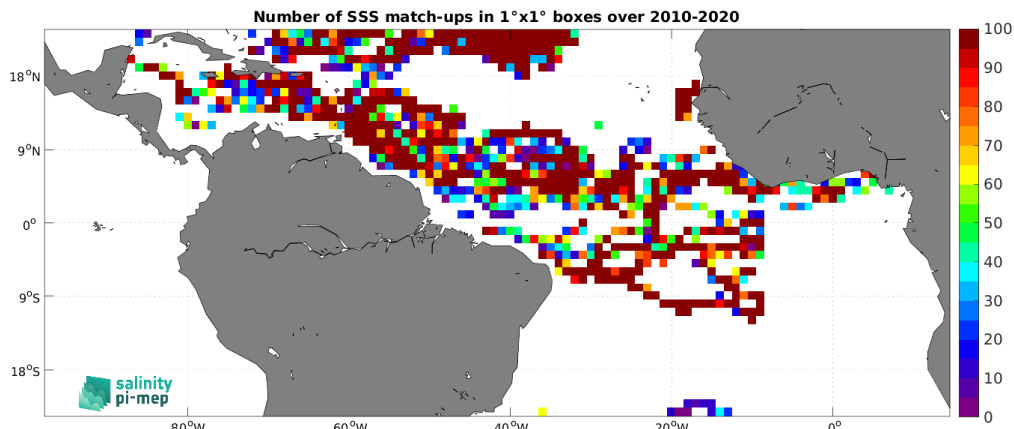 Number of SSS match-ups in 1°x1° boxes over 2010-2020
100
90
80
70
60
50
40
30
20
10
0
18°N
9°N
0°
9°S
18°S
80°W
60°W
40°W
20°W
0°
salinity
pi-mep